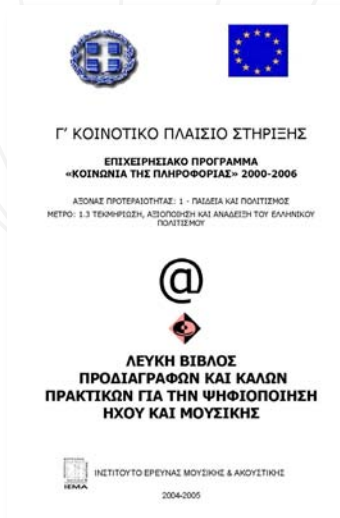 Γ' ΚΟΙΝΟΤΙΚΟ ΠΛΑΙΣΙΟ ΣΤΗΡΙΞΗΣ
ΕΠΙΧΕΙΡΗΣΙΑΚΟ ΠΡΟΓΡΑΜΜΑ
«ΚΟΙΝΩΝΙΑ ΤΗΣ ΠΛΗΡΟΦΟΡΙΑΣ» 2000-2006
ΑΞΟΝΑΣ ΠΡΟΤΕΡΑΙΟΤΗΤΑΣ: 1 - ΠΑΙΔΕΙΑ ΚΑΙ ΠΟΛΙΤΙΣΜΟΣ
ΜΕΤΡΟ: 1.3 ΤΕΚΜΗΡΙΩΣΗ, ΑΞΙΟΠΟΙΗΣΗ ΚΑΙ ΑΝΑΔΕΙΞΗ ΤΟΥ ΕΛΛΗΝΙΚΟΥ
ΠΟΛΙΤΙΣΜΟΥ
@
ΛΕΥΚΗ ΒΙΒΛΟΣ
ΠΡΟΔΙΑΓΡΑΦΩΝ ΚΑΙ ΚΑΛΩΝ
ΠΡΑΚΤΙΚΩΝ ΓΙΑ ΤΗΝ ΨΗΦΙΟΠΟΙΗΣΗ
ΗΧΟΥ ΚΑΙ ΜΟΥΣΙΚΗΣ
ΙΕΜΑ
ΙΝΣΤΙΤΟΥΤΟ ΕΡΕΥΝΑΣ ΜΟΥΣΙΚΗΣ & ΑΚΟΥΣΤΙΚΗΣ
2004-2005